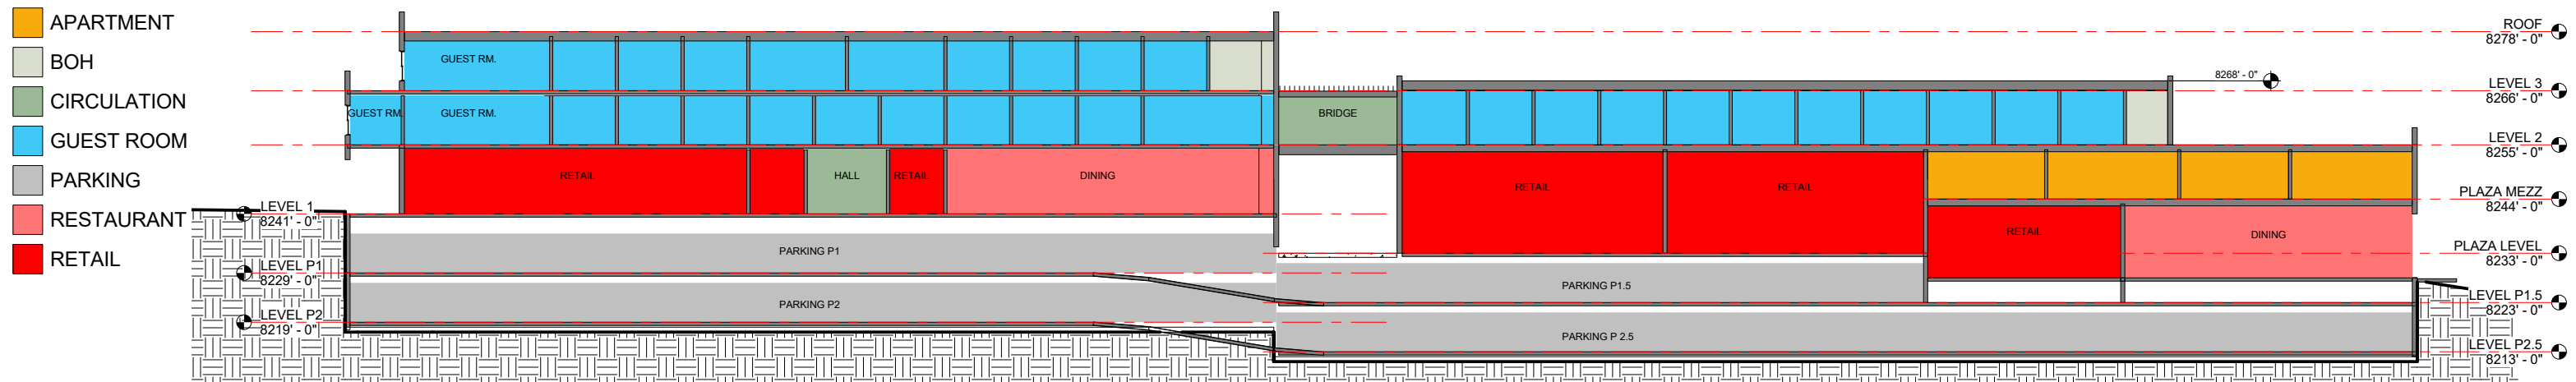 APARTMENT
BOH
CIRCULATION
GUEST ROOM
PARKING
RESTAURANT
RETAIL
GUEST RM.
GUEST RM.
GUEST RM.
BRIDGE
RETAIL
HALL
RETAIL
DINING
RETAIL
RETAIL
RETAIL
DINING
PARKING P1
PARKING P2
PARKING P1.5
PARKING P 2.5
LEVEL 1
8241' - 0"
LEVEL P1
8229' - 0"
LEVEL P2
8219' - 0"
8268' - 0"
ROOF
8278' - 0"
LEVEL 3
8266' - 0"
LEVEL 2
8255' - 0"
PLAZA MEZZ
8244' - 0"
PLAZA LEVEL
8233' - 0"
LEVEL P1.5
8223' - 0"
LEVEL P2.5
8213' - 0"